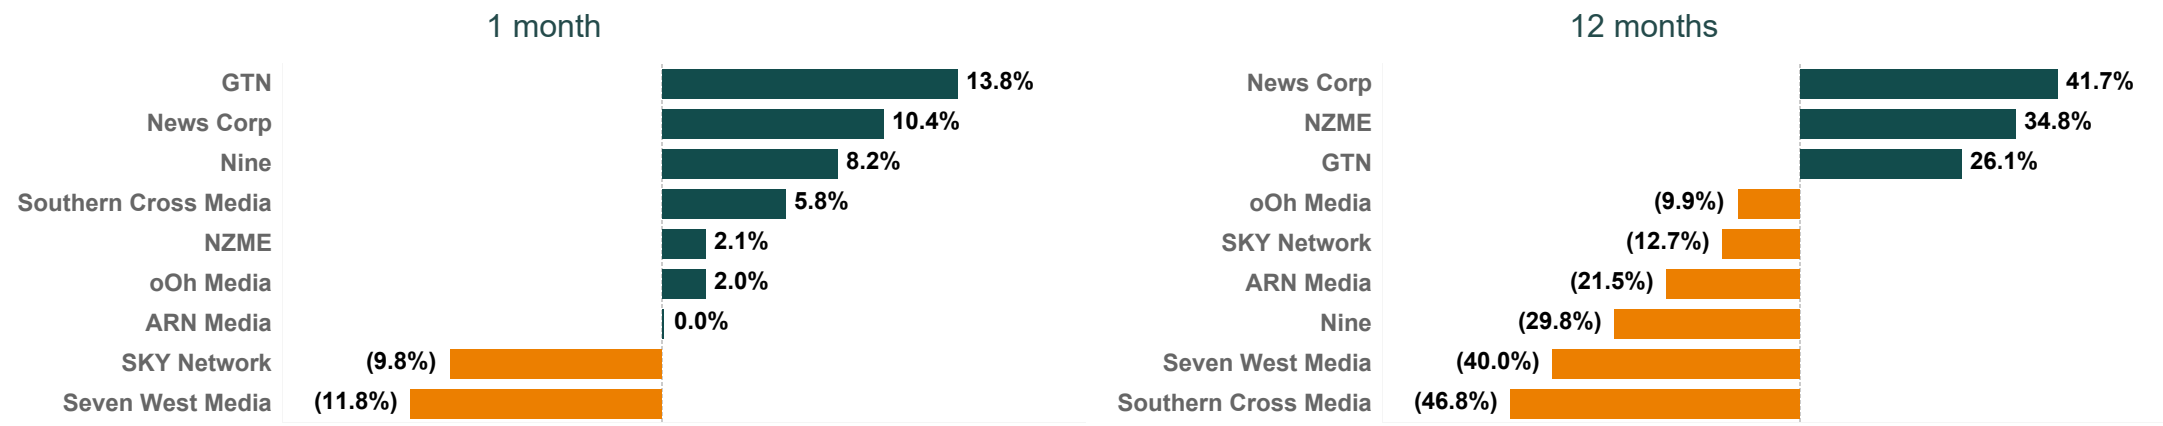 1 month
GTN 13.8%
News Corp 10.4%
Nine 8.2%
Southern Cross Media 5.8%
NZME 2.1%
oOh Media 2.0%
ARN Media 0.0%
SKY Network (9.8%)
Seven West Media (11.8%)
12 months
News Corp 41.7%
NZME 34.8%
GTN 26.1%
oOh Media (9.9%)
SKY Network (12.7%)
ARN Media (21.5%)
Nine (29.8%)
Seven West Media (40.0%)
Southern Cross Media (46.8%)